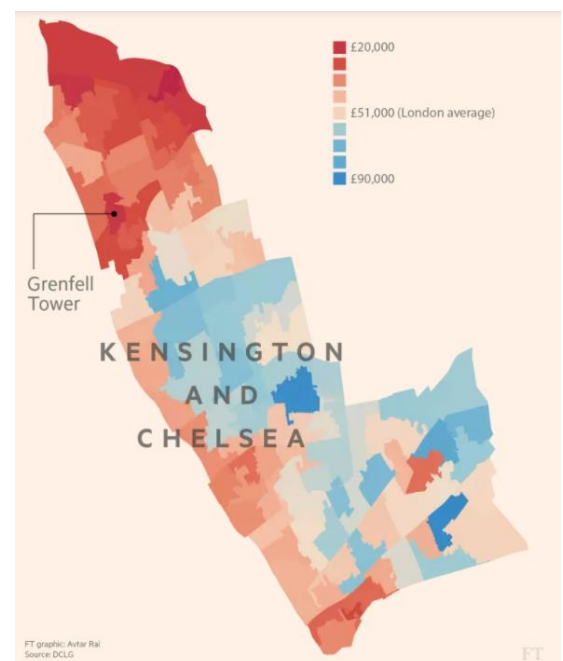 £20,000
£51,000 (London average)
£90,000
Grenfell
Tower
KENSINGTON
AND
CHELSEA
FT graphic: Avtar Rai
Source: DCLG
FT